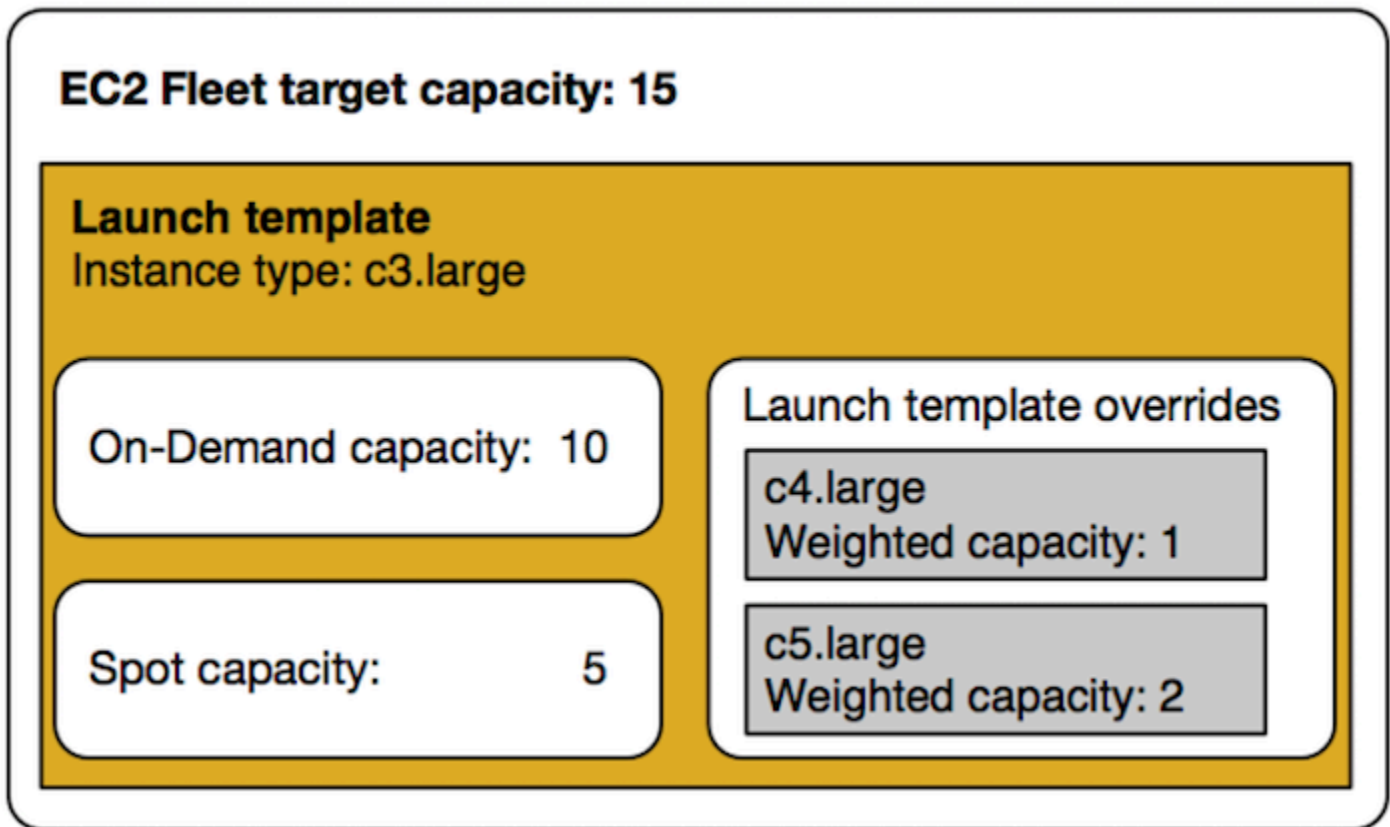 EC2 Fleet target capacity: 15
Launch template
Instance type: c3.large
On-Demand capacity: 10
Spot capacity: 5
Launch template overrides
c4.large
Weighted capacity: 1
c5.large
Weighted capacity: 2